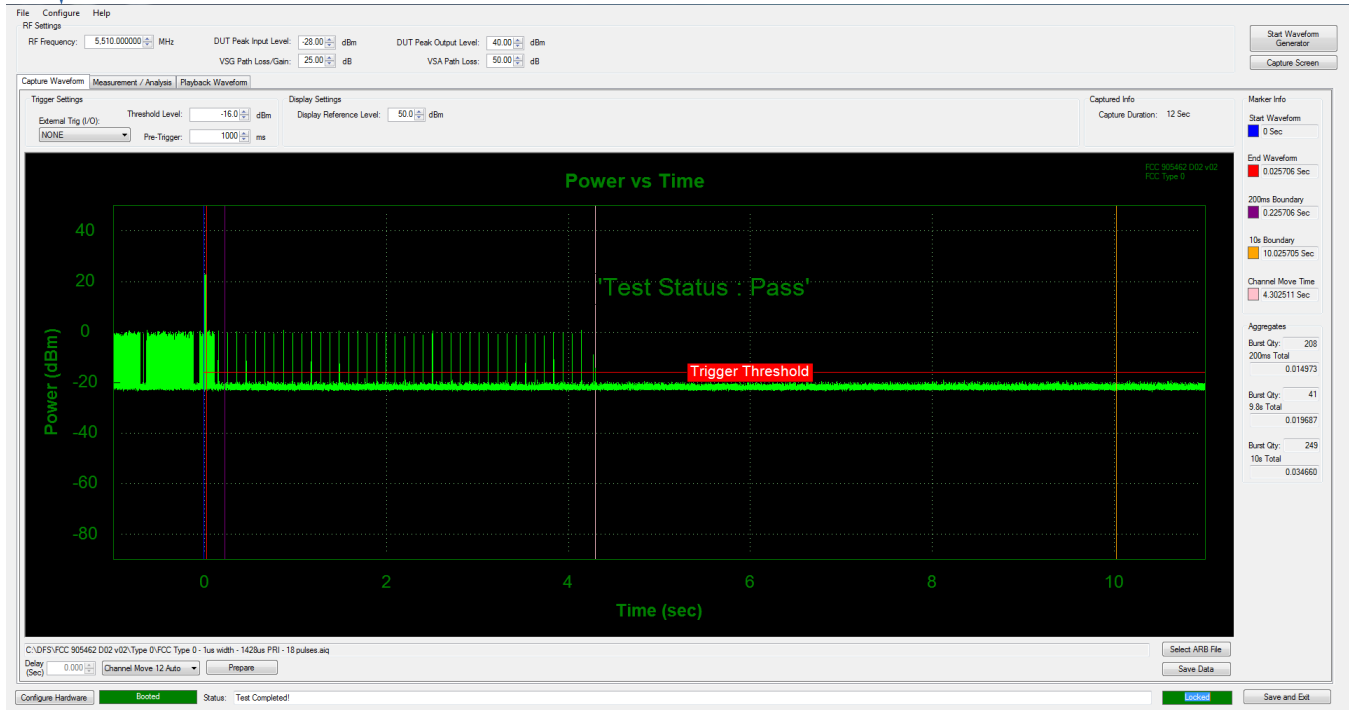 File Configure Help
RF Settings
RF Frequency: 5,510.000000 MHz DUT Peak Input Level: -28.00 dBm DUT Peak Output Level: 40.00 dBm
VSG Path Loss/Gain: 25.00 dB VSA Path Loss: 50.00 dB
Start Waveform Generator
Capture Screen
Capture Waveform Measurement / Analysis Playback Waveform
Trigger Settings
External Trig (I/O): Threshold Level: -16.0 dBm
NONE Pre-Trigger: 1000 ms
Display Settings
Display Reference Level: 50.0 dBm
Captured Info
Capture Duration: 12 Sec
Marker Info
Start Waveform
0 Sec
End Waveform
0.025706 Sec
200ms Boundary
0.225706 Sec
10s Boundary
10.025705 Sec
Channel Move Time
4.302511 Sec
Aggregates
Burst Qty: 208
200ms Total
0.014973
Burst Qty: 41
9.8s Total
0.019687
Burst Qty: 249
10s Total
0.034660
FCC 905462 D02 v02
FCC Type 0
Power vs Time
40
20
0
-20
-40
-60
-80
Power (dBm)
'Test Status : Pass'
Trigger Threshold
0 2 4 6 8 10
Time (sec)
C:\DFS\FCC 905462 D02 v02\Type 0\FCC Type 0 - 1us width - 1428us PRI - 18 pulses.aiq
Select ARB File
Delay (Sec) 0.000 Channel Move 12 Auto Prepare
Save Data
Configure Hardware Booted Status: Test Completed! Locked Save and Exit